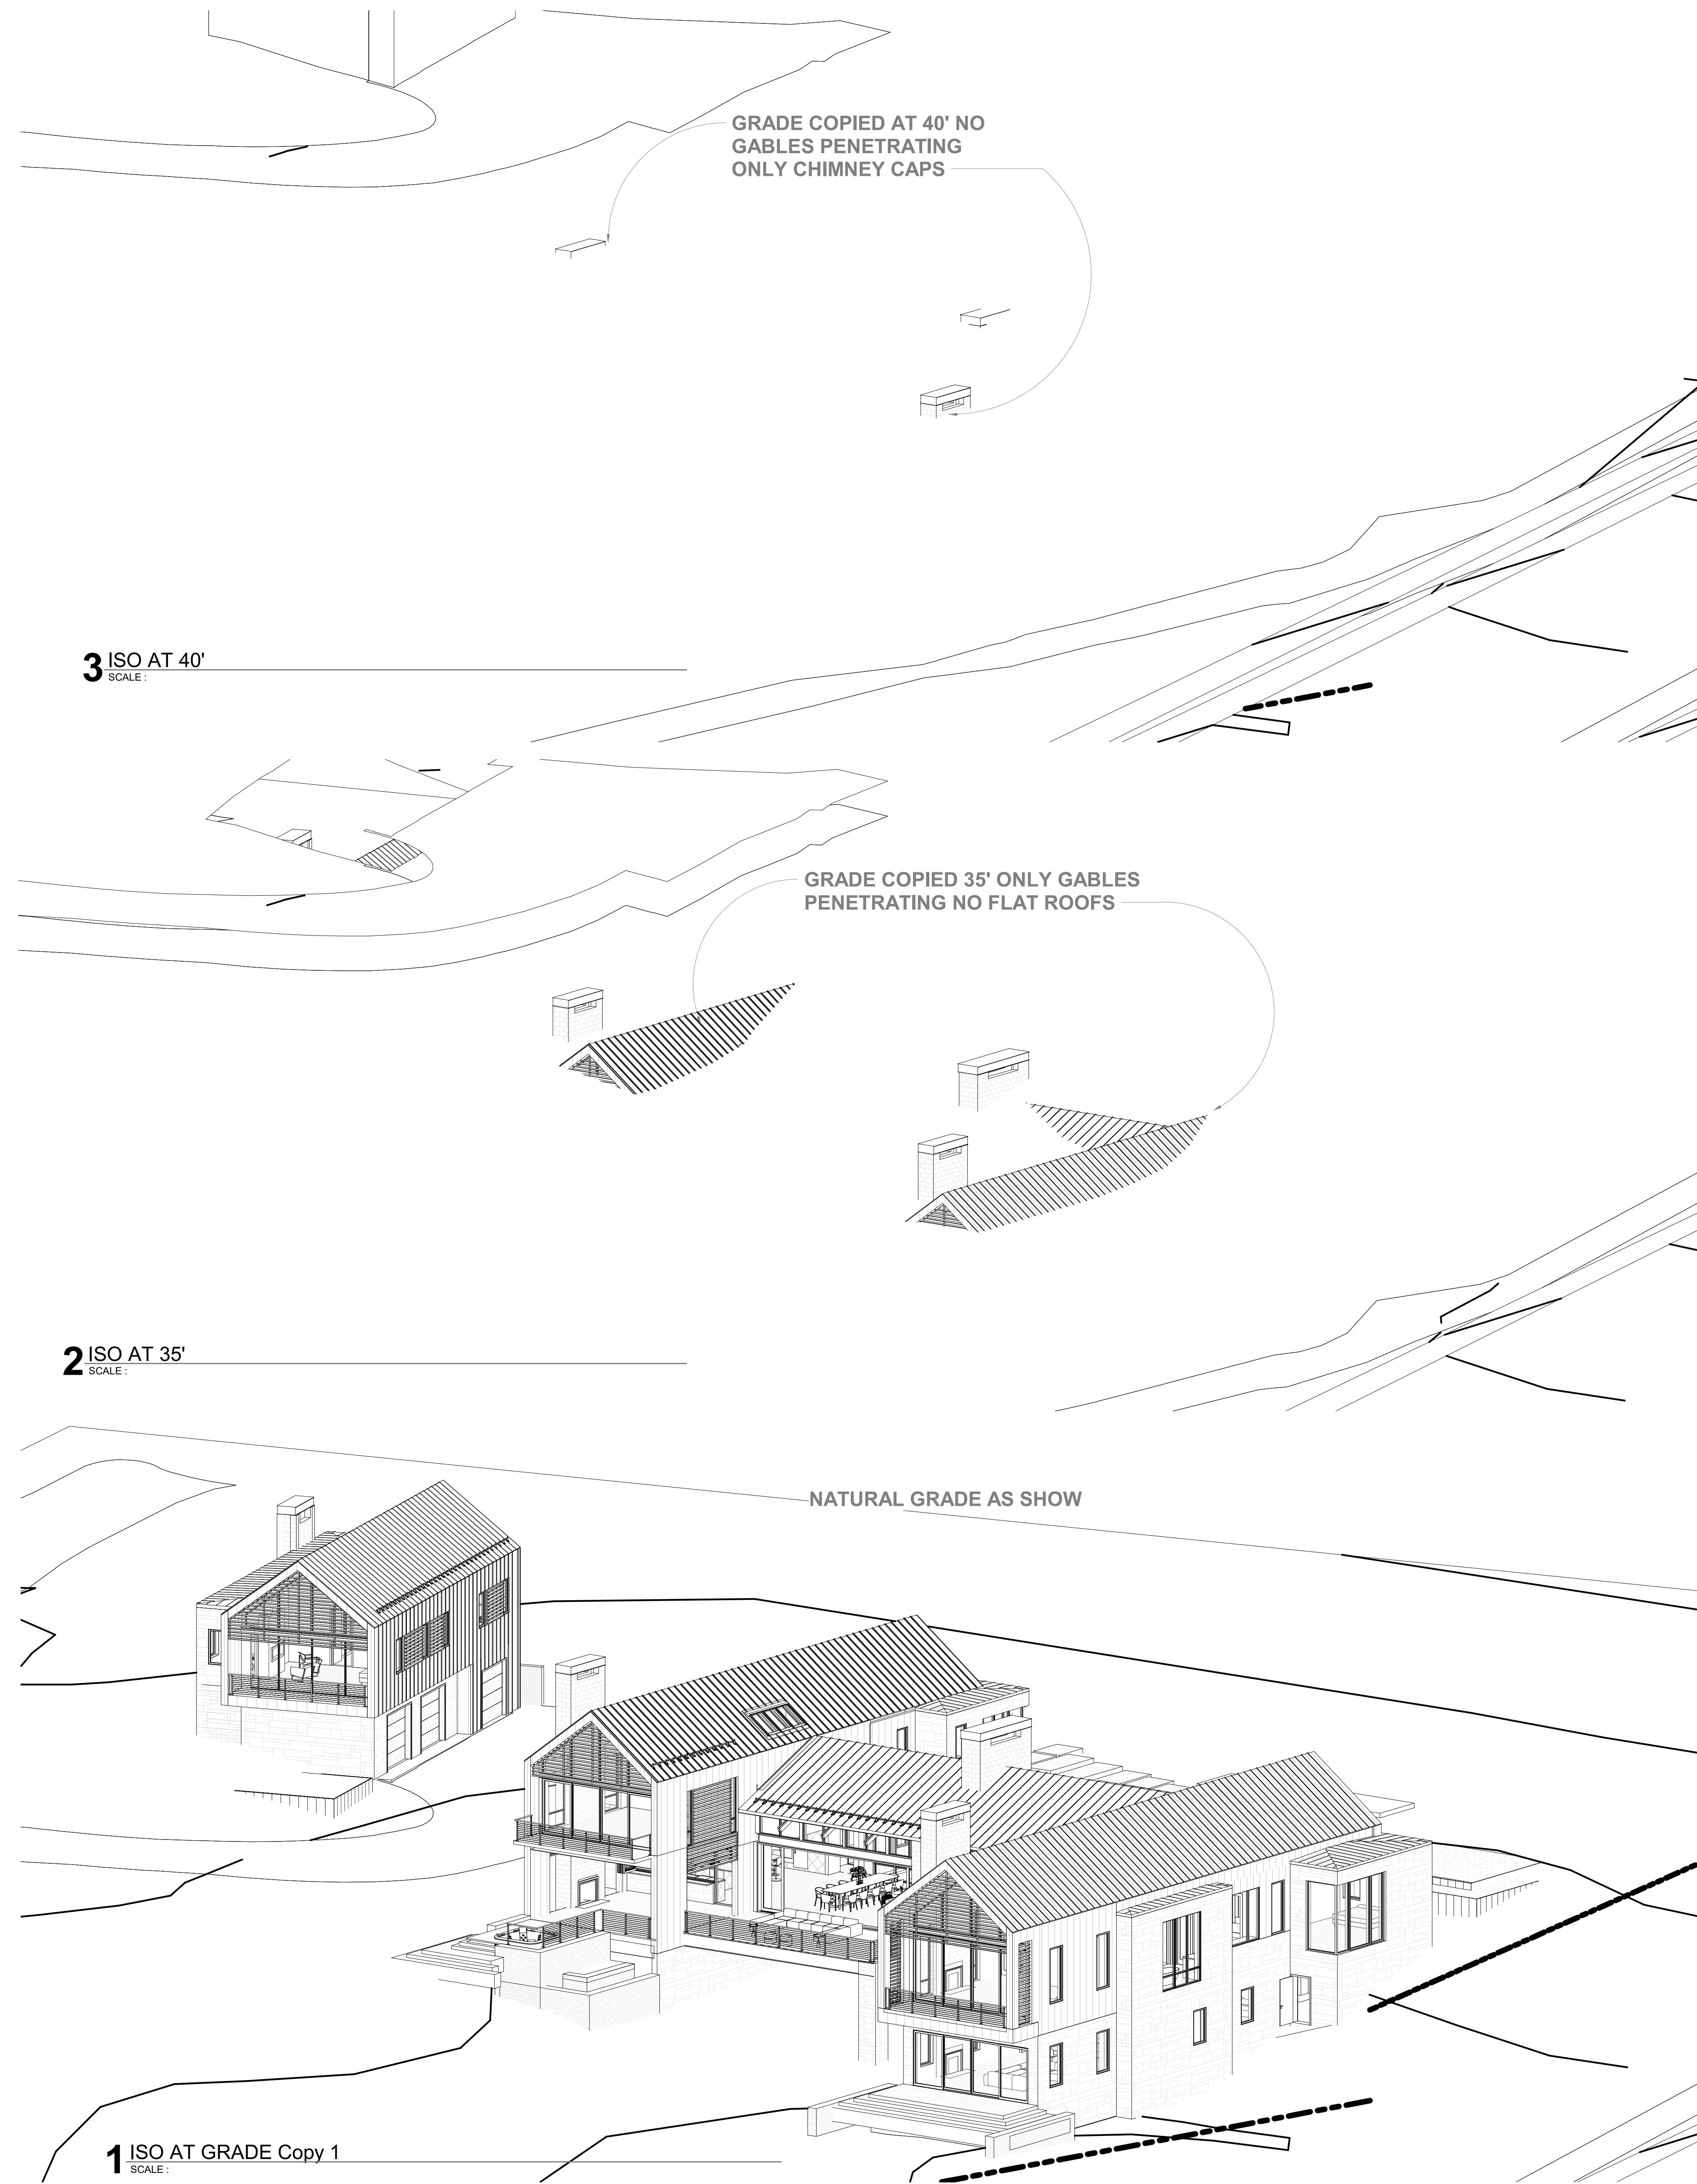 GRADE COPIED AT 40' NO
GABLES PENETRATING
ONLY CHIMNEY CAPS
3 ISO AT 40'
SCALE :
GRADE COPIED 35' ONLY GABLES
PENETRATING NO FLAT ROOFS
2 ISO AT 35'
SCALE :
NATURAL GRADE AS SHOW
1 ISO AT GRADE Copy 1
SCALE :